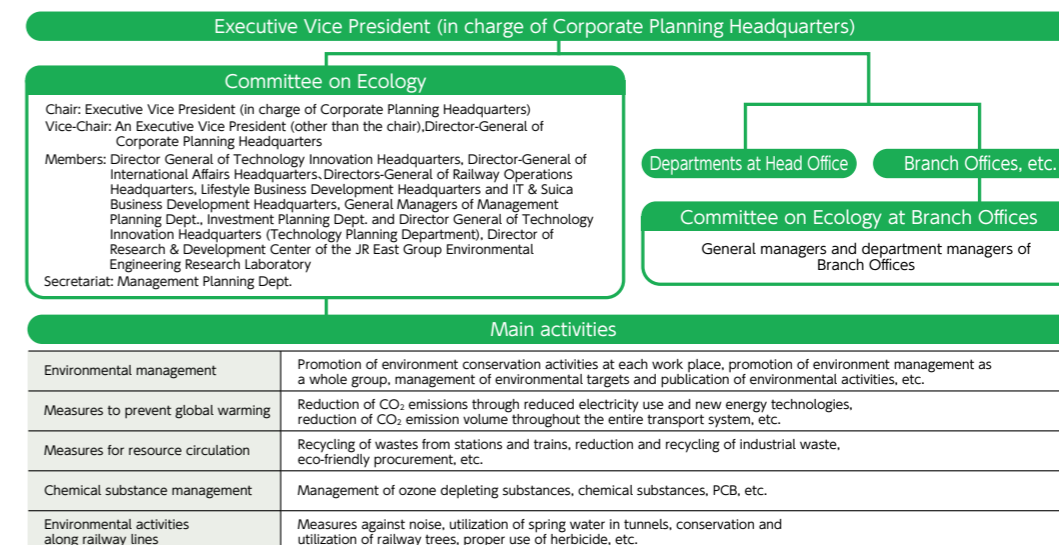 Executive Vice President (in charge of Corporate Planning Headquarters)
Committee on Ecology
Chair: Executive Vice President (in charge of Corporate Planning Headquarters)
Vice-Chair: An Executive Vice President (other than the chair),Director-General of
Corporate Planning Headquarters
Members: Director General of Technology Innovation Headquarters, Director-General of
International Affairs Headquarters、Directors-General of Railway Operations
Headquarters, Lifestyle Business Development Headquarters and IT & Suica
Business Development Headquarters, General Managers of Management
Planning Dept., Investment Planning Dept. and Director General of Technology
Innovation Headquarters (Technology Planning Department), Director of
Research & Development Center of the JR East Group Environmental
Engineering Research Laboratory
Secretariat: Management Planning Dept.
Departments at Head Office
Branch Offices, etc.
Committee on Ecology at Branch Offices
General managers and department managers of
Branch Offices
Main activities
Environmental management
Promotion of environment conservation activities at each work place, promotion of environment management as
a whole group, management of environmental targets and publication of environmental activities, etc.
Measures to prevent global warming
Reduction of CO₂ emissions through reduced electricity use and new energy technologies,
reduction of CO₂ emission volume throughout the entire transport system, etc.
Measures for resource circulation
Recycling of wastes from stations and trains, reduction and recycling of industrial waste,
eco-friendly procurement, etc.
Chemical substance management
Management of ozone depleting substances, chemical substances, PCB, etc.
Environmental activities
along railway lines
Measures against noise, utilization of spring water in tunnels, conservation and
utilization of railway trees, proper use of herbicide, etc.